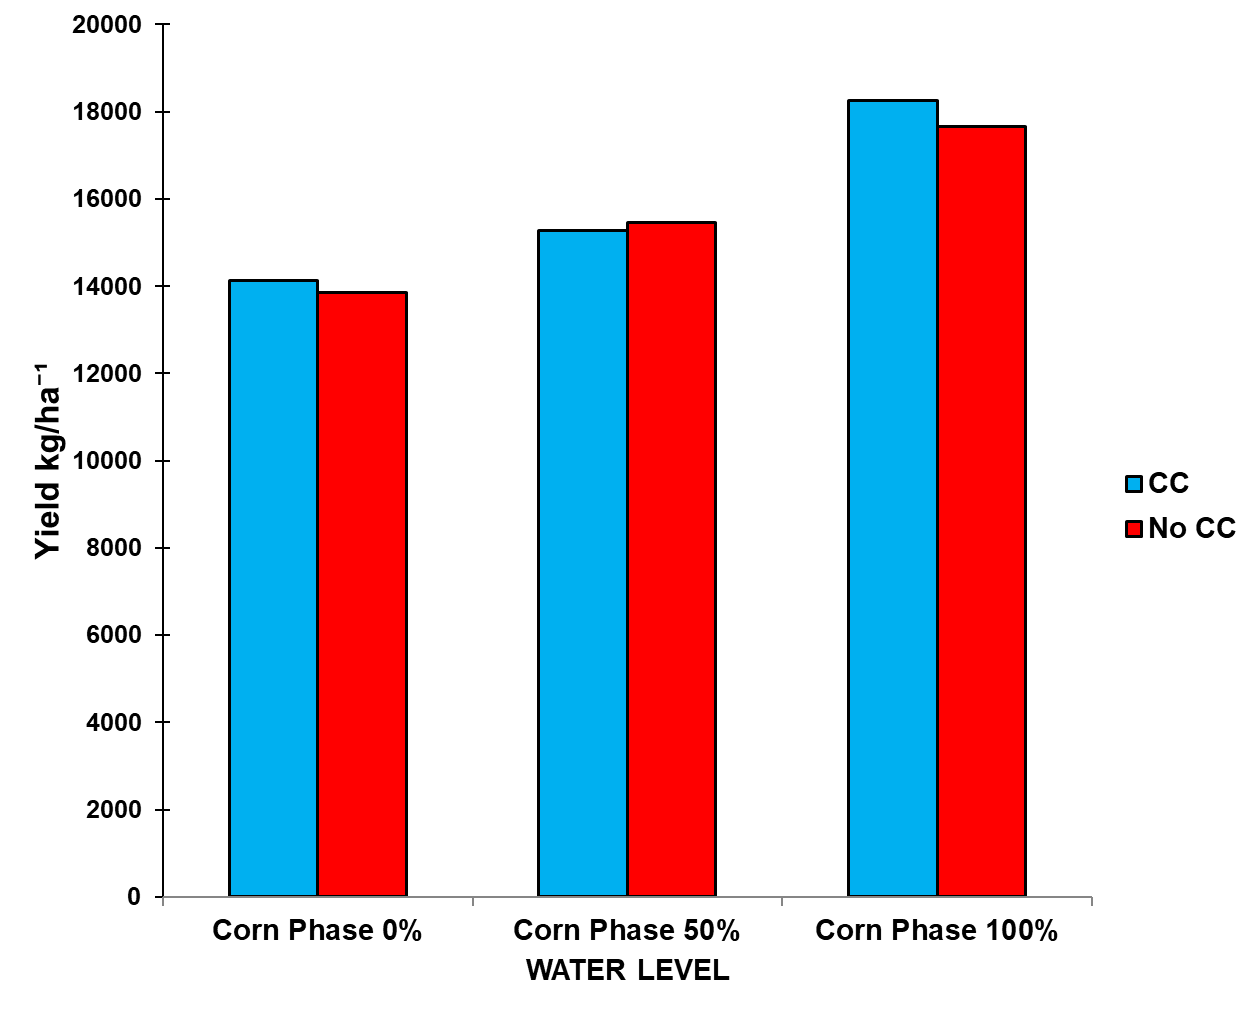 20000
18000
16000
14000
12000
10000
8000
6000
4000
2000
0
Yield kg/ha⁻¹
Corn Phase 0%
Corn Phase 50%
Corn Phase 100%
WATER LEVEL
CC
No CC